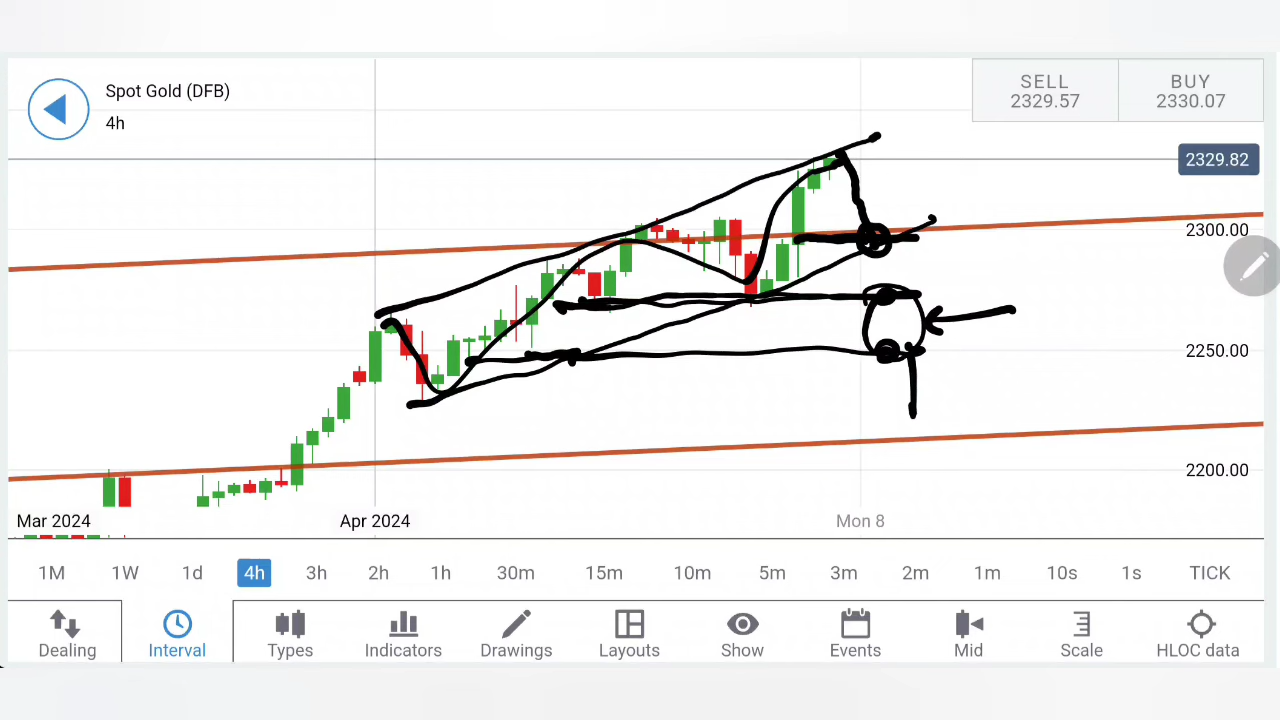 Spot Gold (DFB)
4h
SELL
2329.57
BUY
2330.07
2329.82
2300.00
2250.00
2200.00
Mar 2024 Apr 2024 Mon 8
1M 1W 1d 4h 3h 2h 1h 30m 15m 10m 5m 3m 2m 1m 10s 1s TICK
Dealing Interval Types Indicators Drawings Layouts Show Events Mid Scale HLOC data